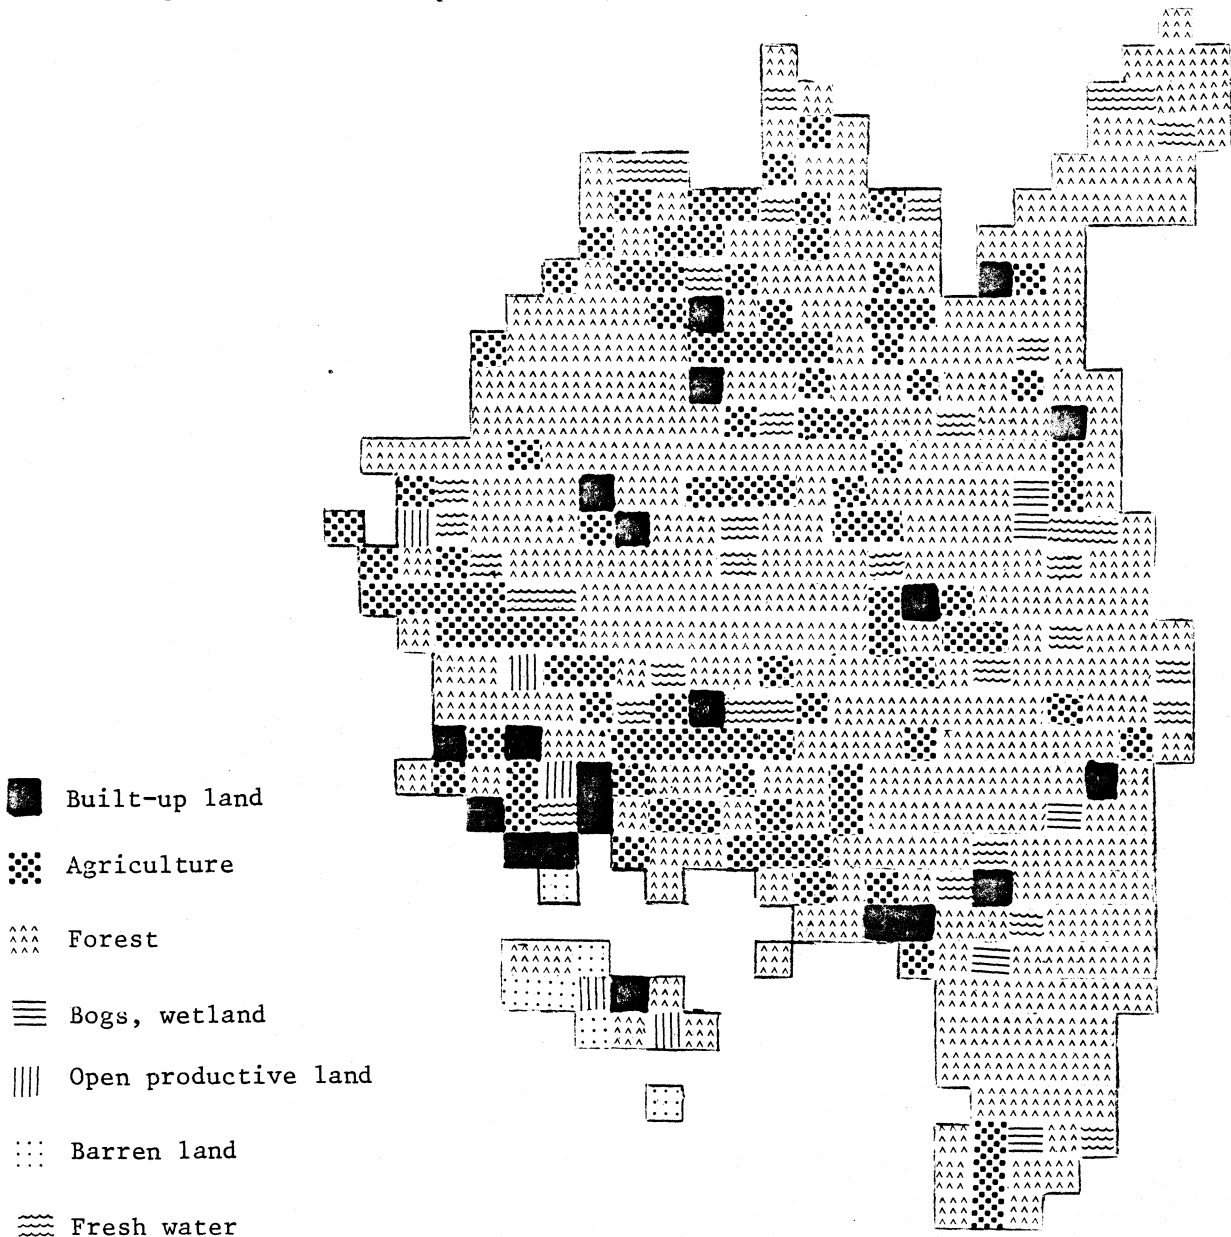 Built-up land
Agriculture
Forest
Bogs, wetland
Open productive land
Barren land
Fresh water